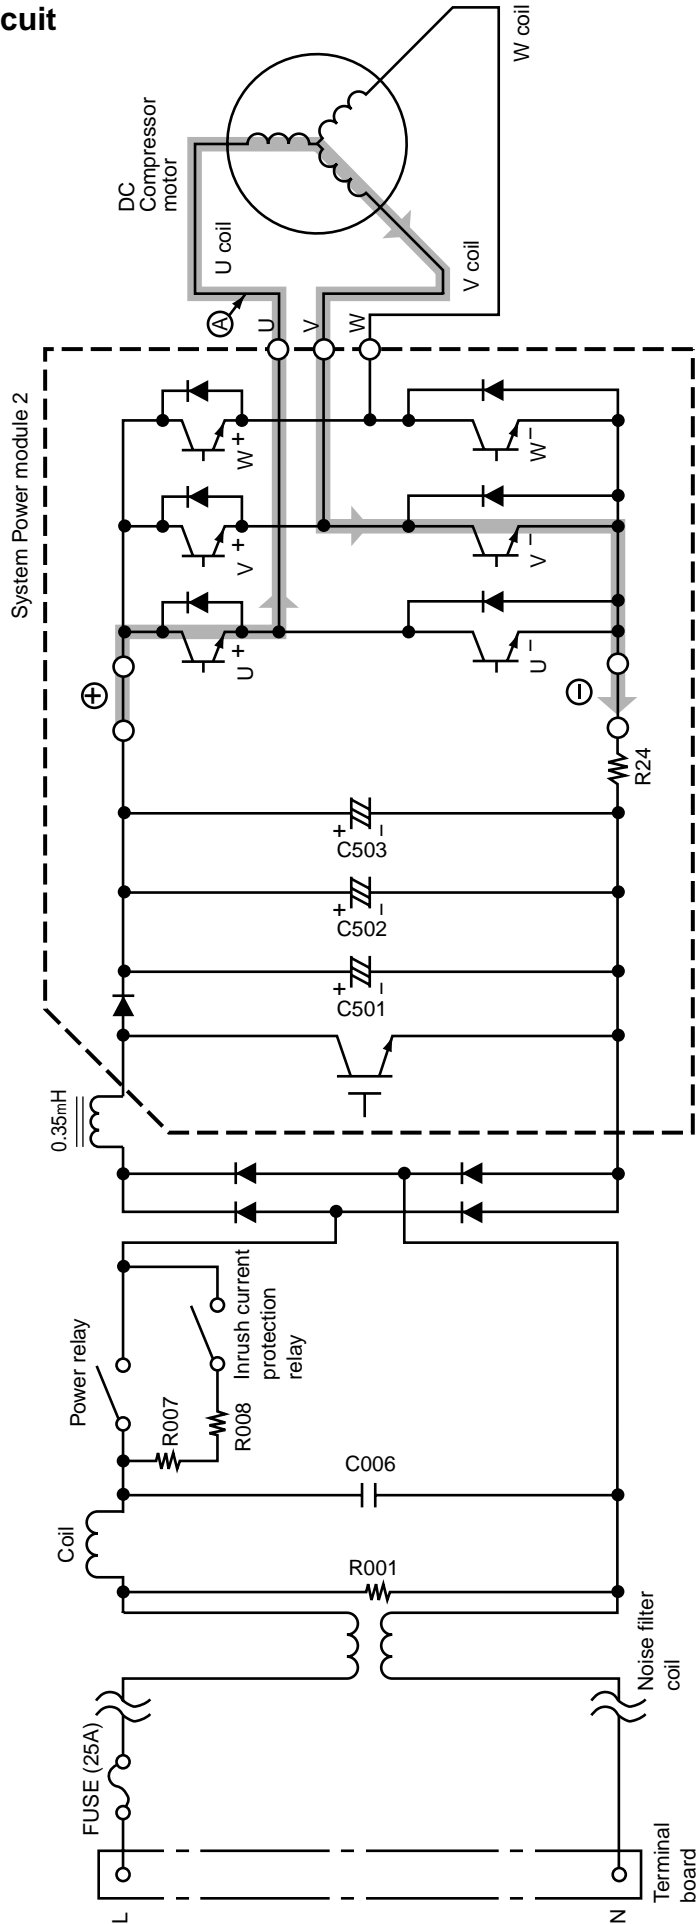 cuit
W coil
DC
Compressor
motor
U coil
V coil
A
U
V
W
System Power module 2
W +
W –
V +
V –
U +
U –
+
–
R24
+ –
C503
+ –
C502
+ –
C501
0.35mH
Power relay
Inrush current
protection
relay
R007
R008
C006
Coil
R001
Noise filter
coil
FUSE (25A)
Terminal
board
L
N